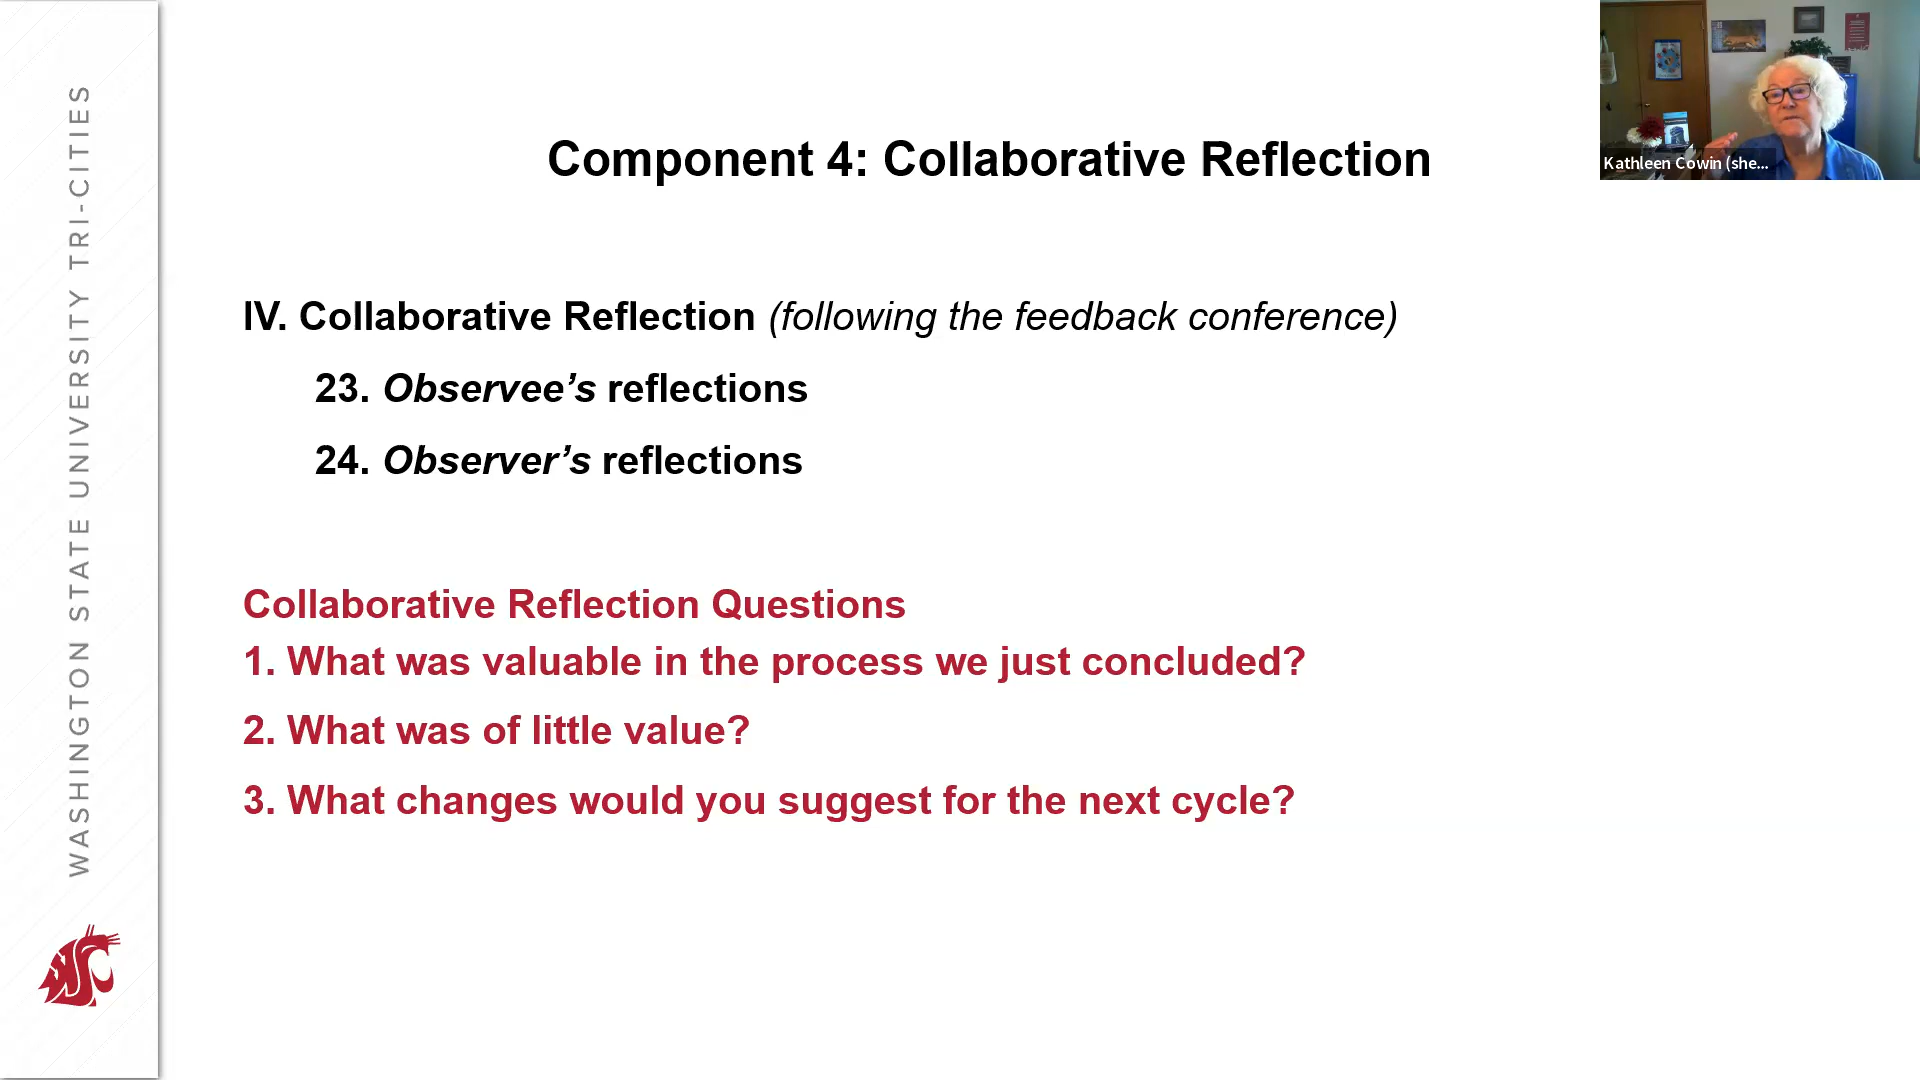 WASHINGTON STATE UNIVERSITY TRI-CITIES
Component 4: Collaborative Reflection
Kathleen Cowin (she...
IV. Collaborative Reflection (following the feedback conference)
23. Observee’s reflections
24. Observer’s reflections
Collaborative Reflection Questions
1. What was valuable in the process we just concluded?
2. What was of little value?
3. What changes would you suggest for the next cycle?